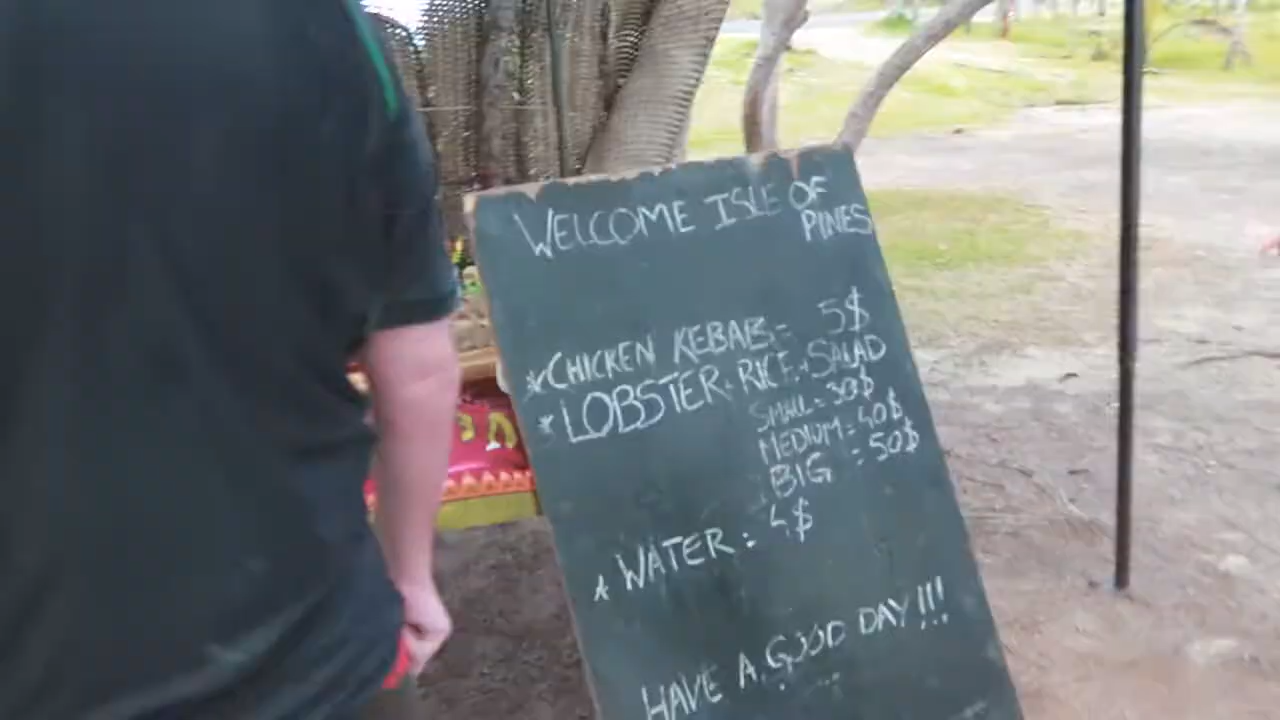 WELCOME ISLE OF
PINES
*CHICKEN KEBABS= 5$
*LOBSTER+RICE+SALAD
SMALL=30$
MEDIUM=40$
BIG =50$
*WATER= 4$
HAVE A GOOD DAY!!!